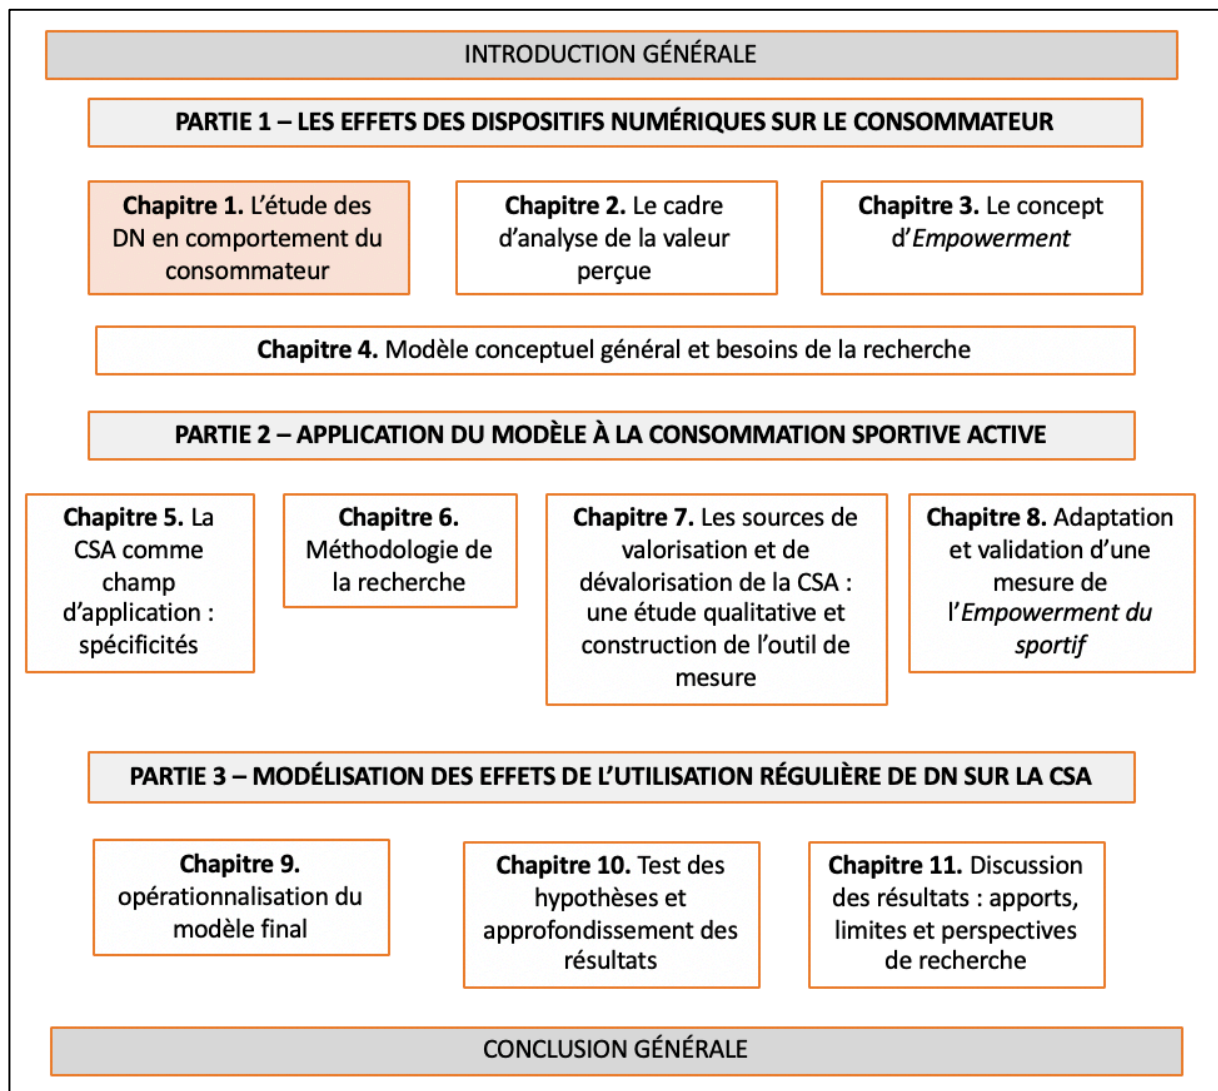 INTRODUCTION GÉNÉRALE
PARTIE 1 – LES EFFETS DES DISPOSITIFS NUMÉRIQUES SUR LE CONSOMMATEUR
Chapitre 1. L’étude des
DN en comportement du
consommateur
Chapitre 2. Le cadre
d’analyse de la valeur
perçue
Chapitre 3. Le concept
d’Empowerment
Chapitre 4. Modèle conceptuel général et besoins de la recherche
PARTIE 2 – APPLICATION DU MODÈLE À LA CONSOMMATION SPORTIVE ACTIVE
Chapitre 5. La
CSA comme
champ
d’application :
spécificités
Chapitre 6.
Méthodologie de
la recherche
Chapitre 7. Les sources de
valorisation et de
dévalorisation de la CSA :
une étude qualitative et
construction de l’outil de
mesure
Chapitre 8. Adaptation
et validation d’une
mesure de
l’Empowerment du
sportif
PARTIE 3 – MODÉLISATION DES EFFETS DE L’UTILISATION RÉGULIÈRE DE DN SUR LA CSA
Chapitre 9.
opérationnalisation du
modèle final
Chapitre 10. Test des
hypothèses et
approfondissement des
résultats
Chapitre 11. Discussion
des résultats : apports,
limites et perspectives
de recherche
CONCLUSION GÉNÉRALE